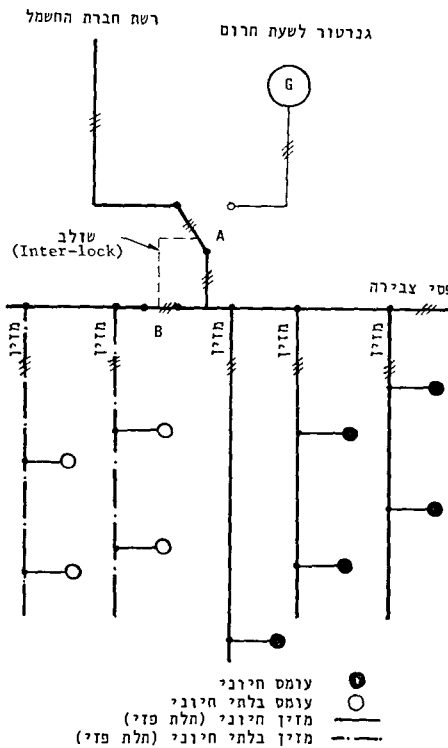 רשת חברת החשמל
גנרטור לשעת חרום
G
A
שולב
(Inter-lock)
פסי צבירה
B
מזין
מזין
מזין
מזין
מזין
עומס חיוני
עומס בלתי חיוני
מזין חיוני (תלת פזי)
מזין בלתי חיוני (תלת פזי)